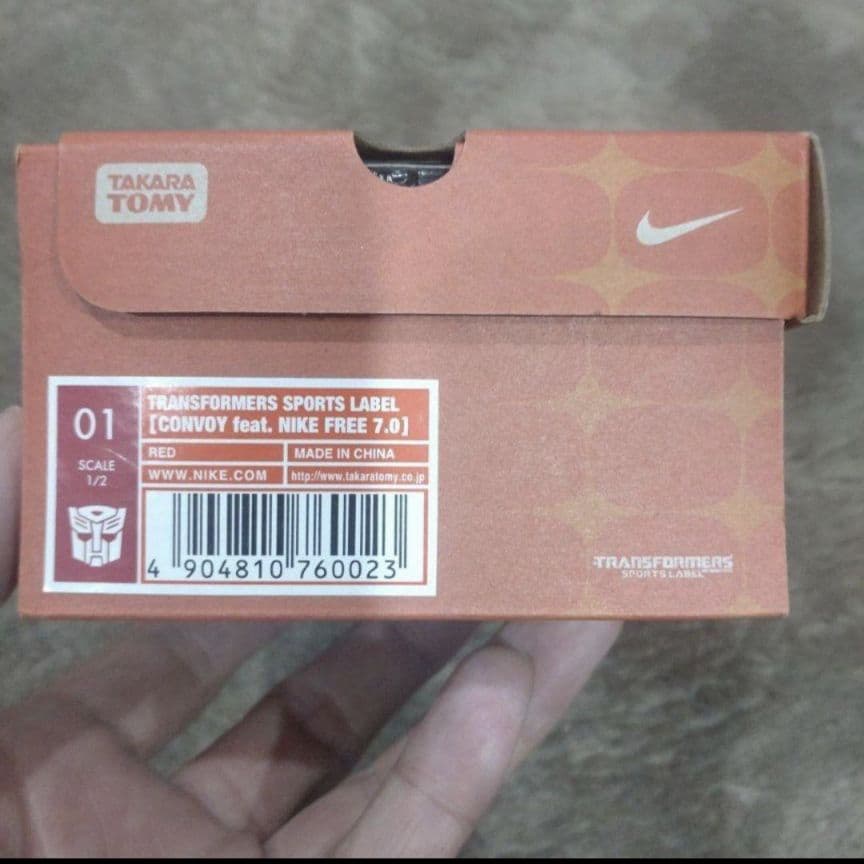 TAKARA
TOMY
01
SCALE
1/2
TRANSFORMERS SPORTS LABEL
[CONVOY feat. NIKE FREE 7.0]
RED
MADE IN CHINA
WWW.NIKE.COM
http://www.takaratomy.co.jp
4 904810 760023
TRANSFORMERS
SPORTS LABEL